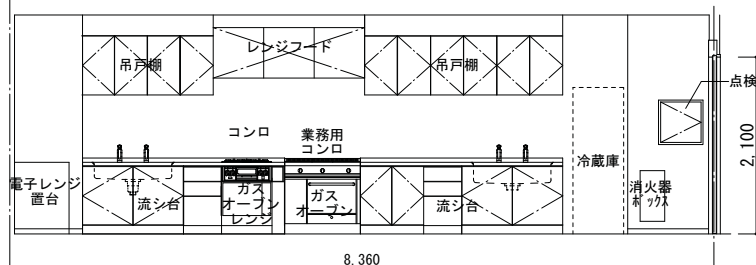 レンジフード
吊戸棚
吊戸棚
点検
コンロ
業務用
コンロ
冷蔵庫
2,100
電子レンジ
置台
流シ台
ガス
オーブン
レンジ
ガス
オーブン
流シ台
消火器
ボックス
8,360